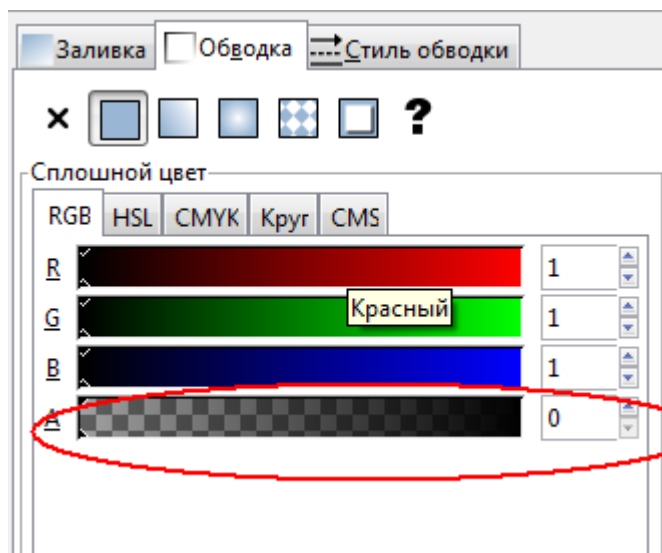 Заливка Обводка Стиль обводки
× ?
Сплошной цвет
RGB HSL CMYK Круг CMS
R 1
Красный
G 1
B 1
A 0